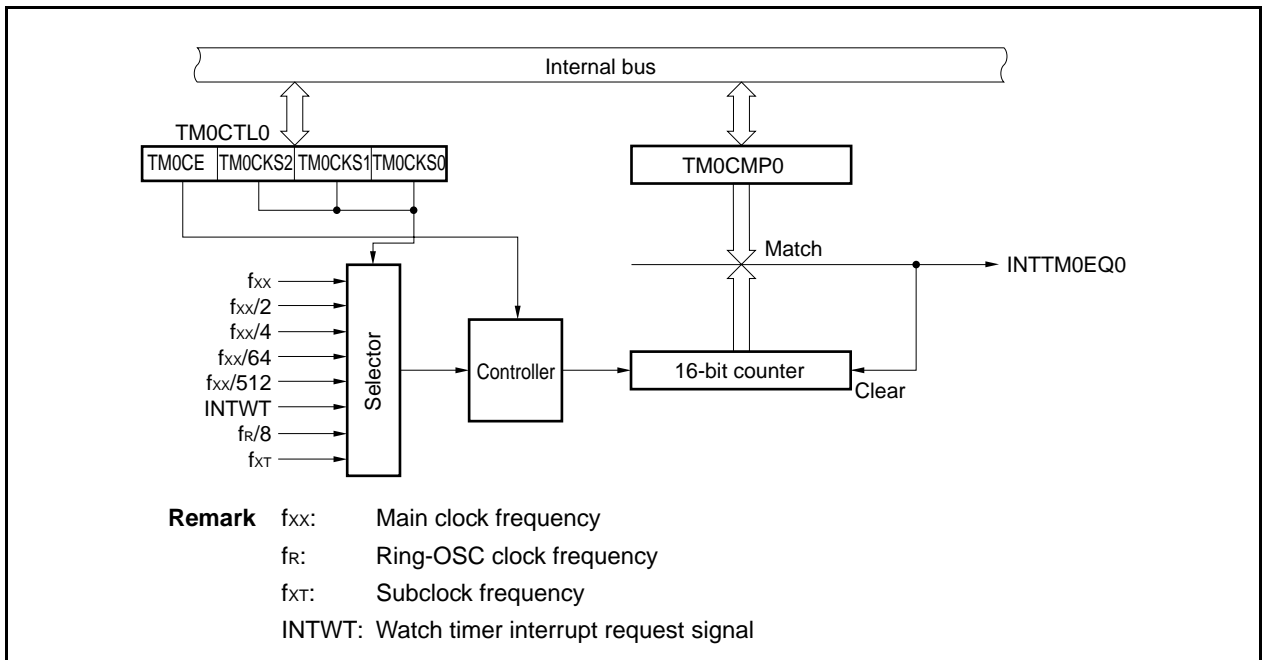 Internal bus
TM0CTL0
TM0CE TM0CKS2 TM0CKS1 TM0CKS0
TM0CMP0
Match
INTTM0EQ0
fXX
fXX/2
fXX/4
fXX/64
fXX/512
INTWT
fR/8
fXT
Selector
Controller
16-bit counter
Clear
Remark fXX: Main clock frequency
fR: Ring-OSC clock frequency
fXT: Subclock frequency
INTWT: Watch timer interrupt request signal